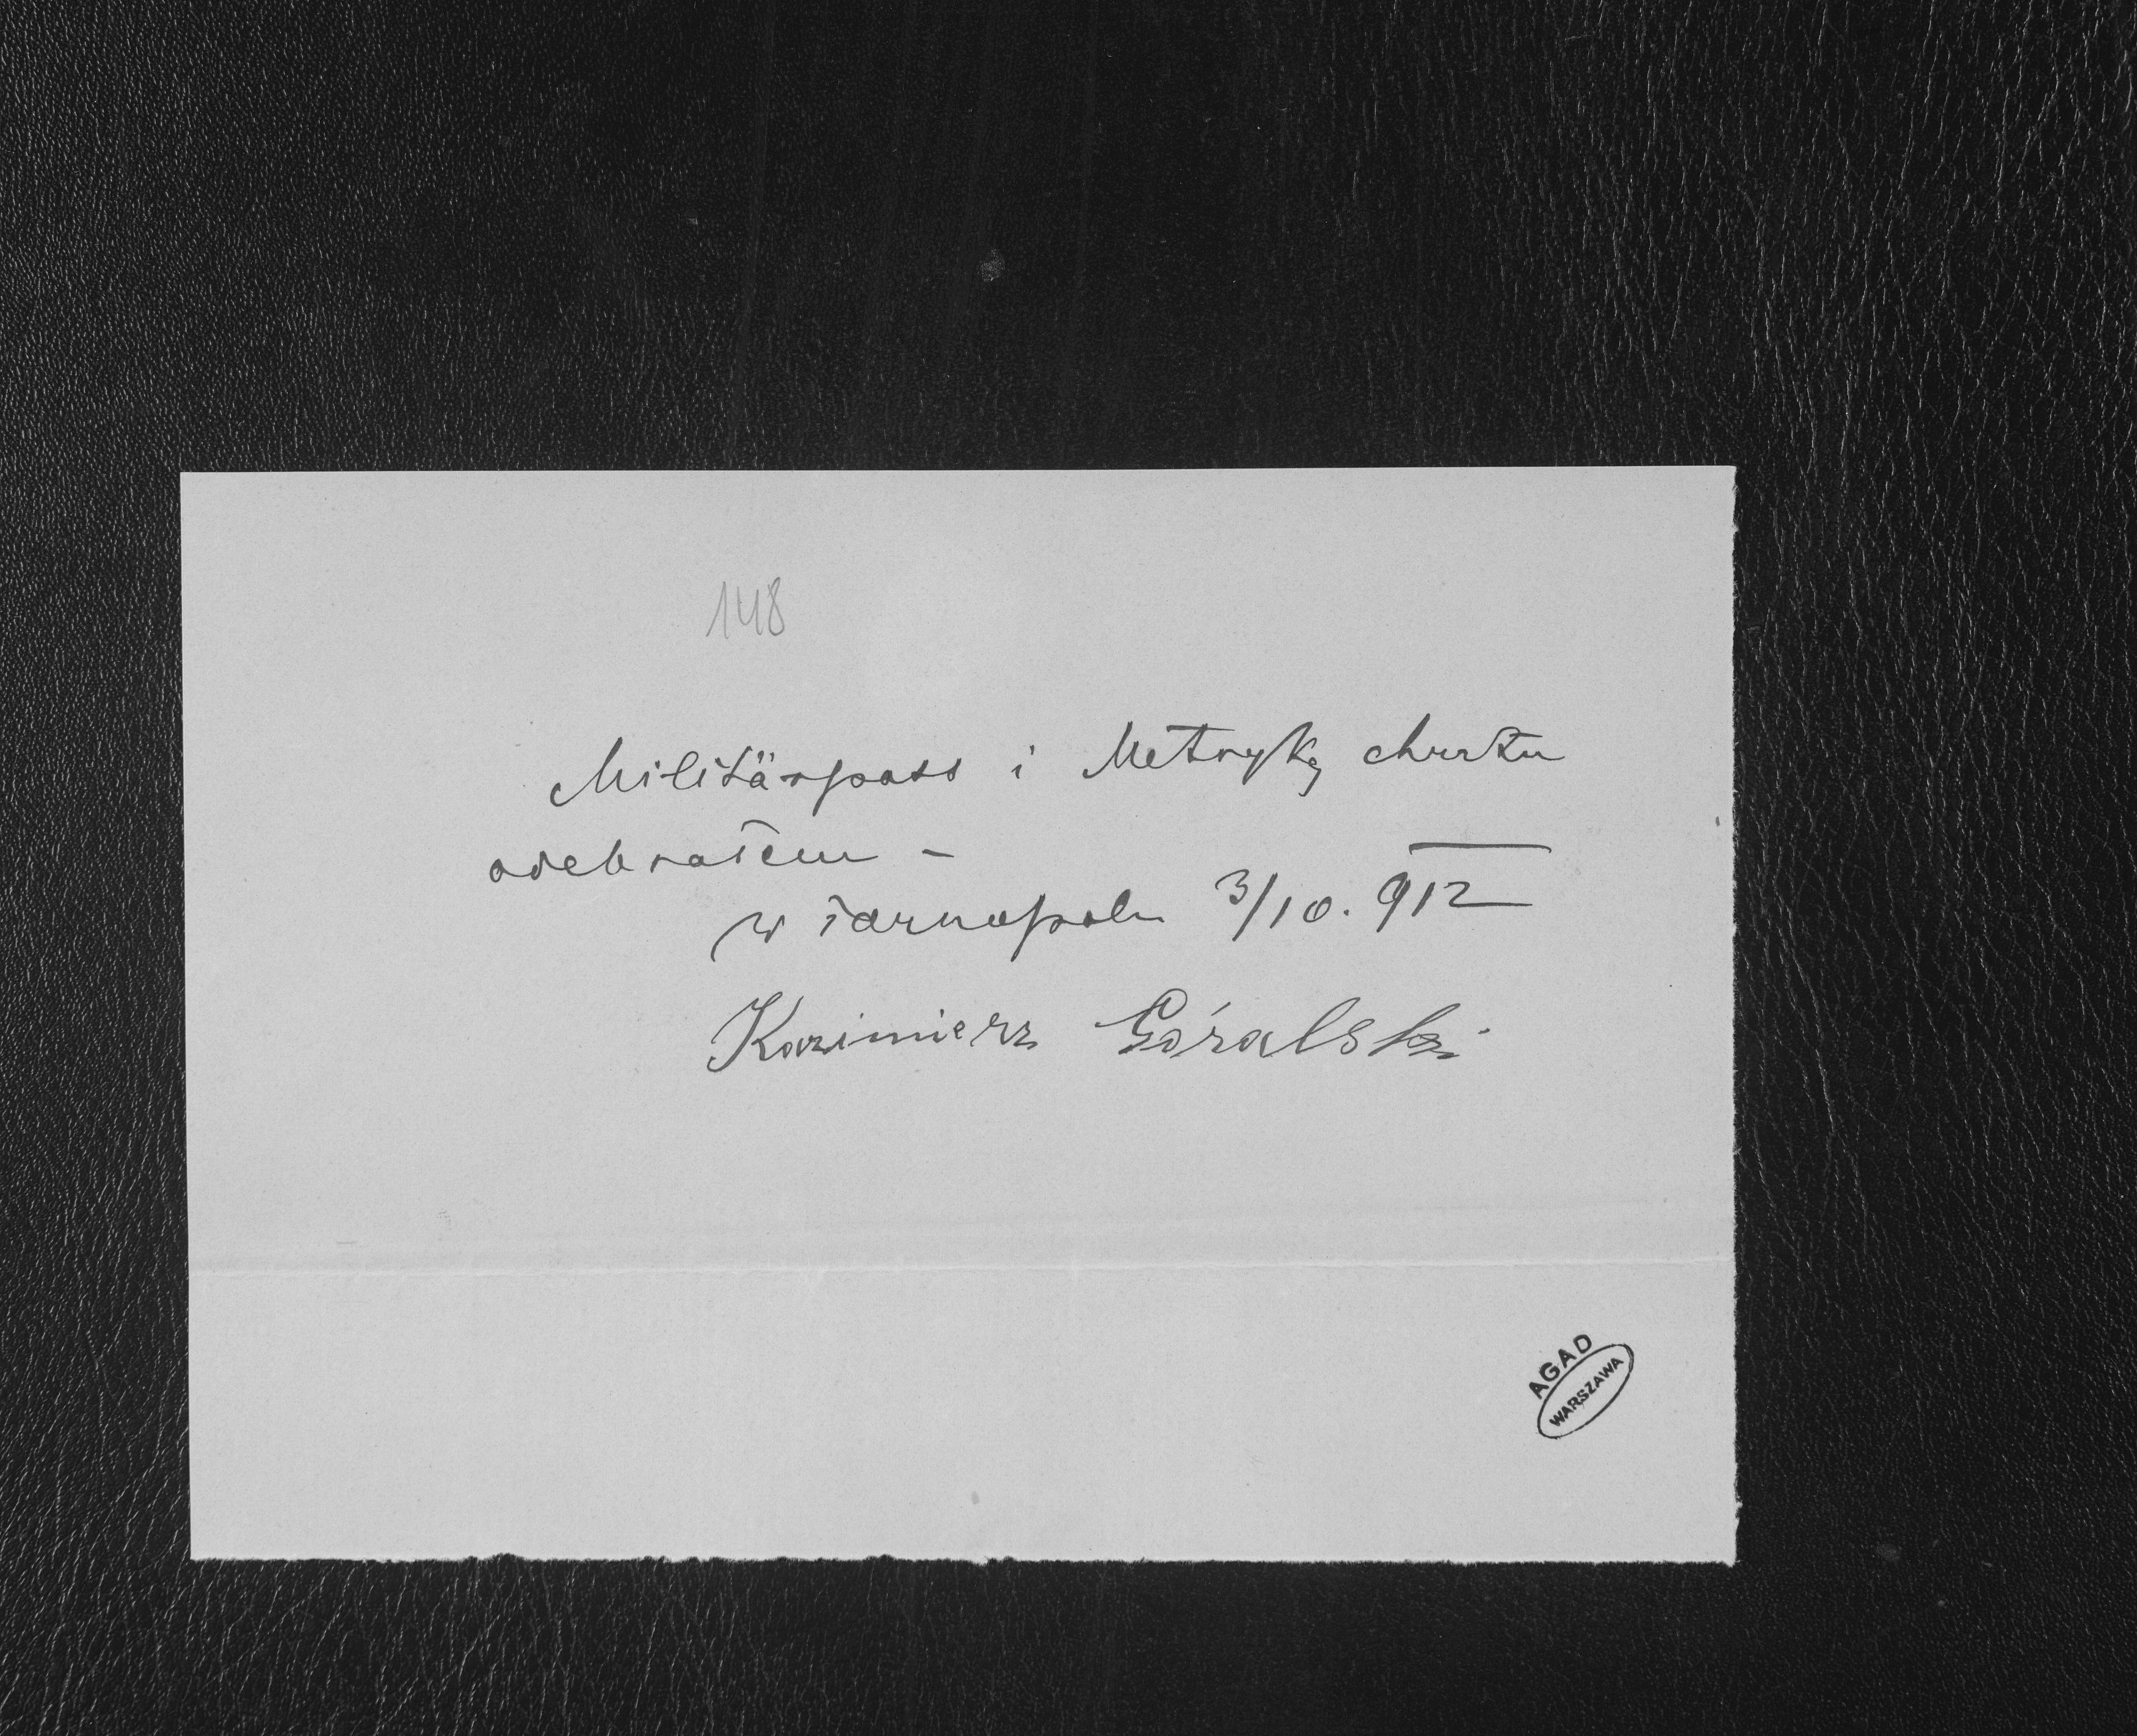 148
Militärpass i Metrykę chrztu
odebrałem -
w Tarnopolu 3/10. 912
Kazimierz Góralski
AGAD
WARSZAWA